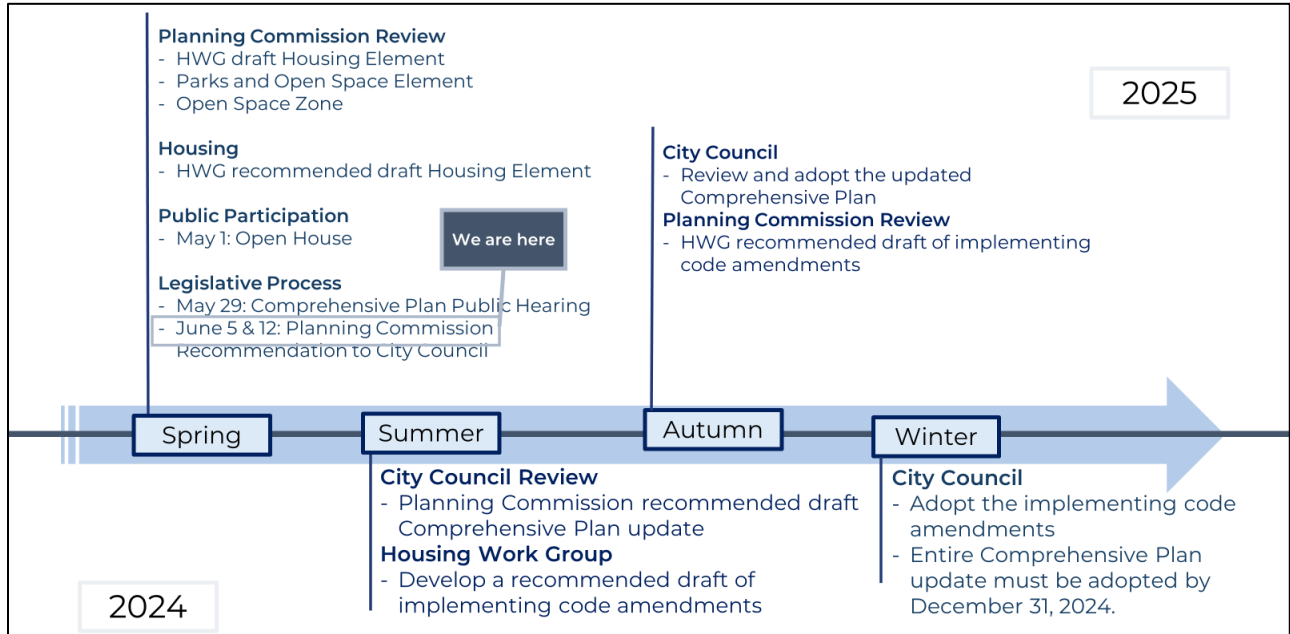 Planning Commission Review
- HWG draft Housing Element
- Parks and Open Space Element
- Open Space Zone
Housing
- HWG recommended draft Housing Element
Public Participation
- May 1: Open House
We are here
Legislative Process
- May 29: Comprehensive Plan Public Hearing
- June 5 & 12: Planning Commission
Recommendation to City Council
2025
City Council
- Review and adopt the updated
Comprehensive Plan
Planning Commission Review
- HWG recommended draft of implementing
code amendments
Spring
Summer
Autumn
Winter
City Council Review
- Planning Commission recommended draft
Comprehensive Plan update
Housing Work Group
- Develop a recommended draft of
implementing code amendments
City Council
- Adopt the implementing code
amendments
- Entire Comprehensive Plan
update must be adopted by
December 31, 2024.
2024